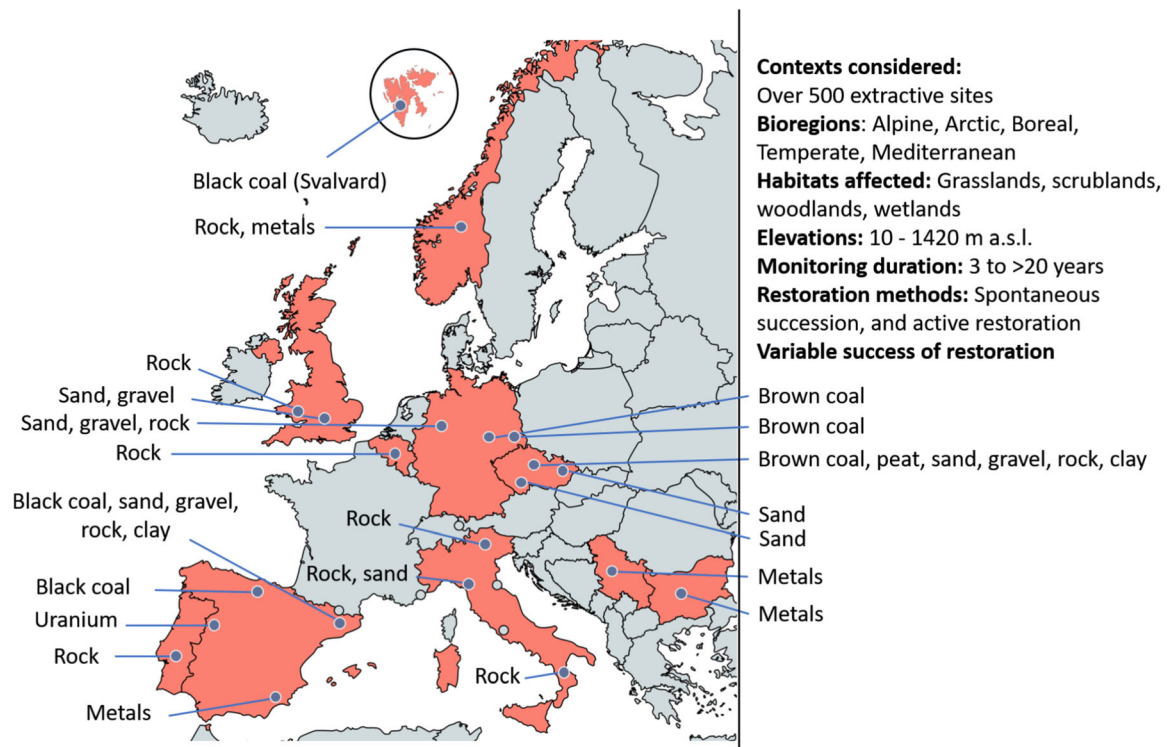 Contexts considered:
Over 500 extractive sites
Bioregions: Alpine, Arctic, Boreal,
Temperate, Mediterranean
Habitats affected: Grasslands, scrublands,
woodlands, wetlands
Elevations: 10 - 1420 m a.s.l.
Monitoring duration: 3 to >20 years
Restoration methods: Spontaneous
succession, and active restoration
Variable success of restoration
Black coal (Svalvard)
Rock, metals
Rock
Sand, gravel
Sand, gravel, rock
Rock
Black coal, sand, gravel,
rock, clay
Rock
Rock, sand
Black coal
Uranium
Rock
Metals
Rock
Brown coal
Brown coal
Brown coal, peat, sand, gravel, rock, clay
Sand
Sand
Metals
Metals